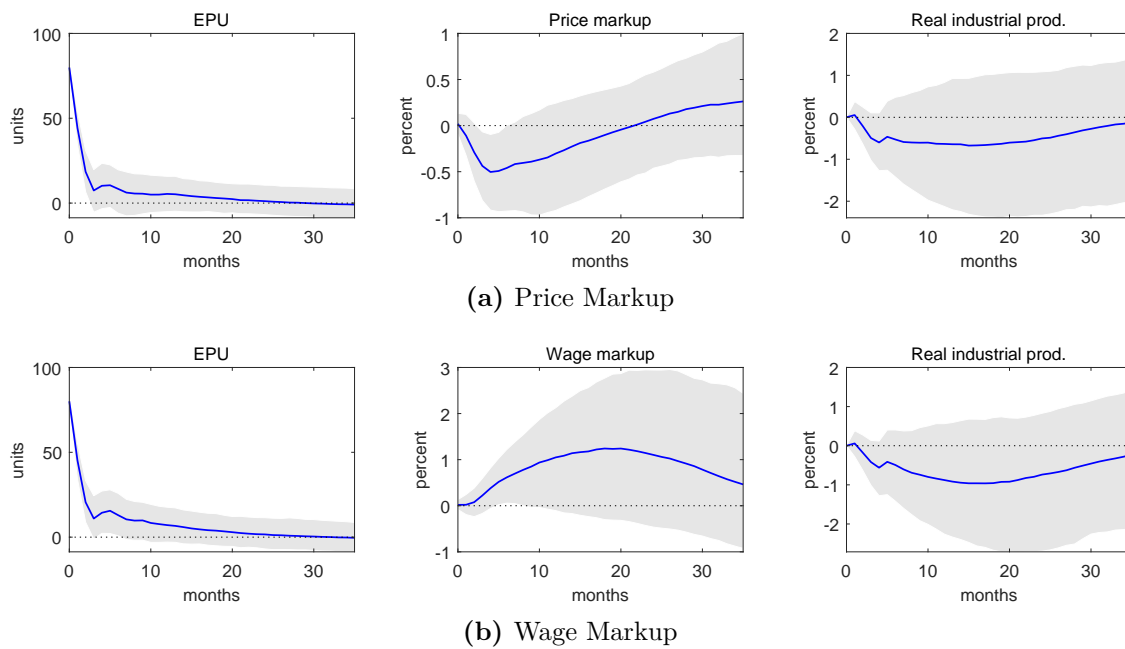 EPU
Price markup
Real industrial prod.
100
50
0
units
0 10 20 30
months
1
0.5
0
-0.5
-1
percent
0 10 20 30
months
2
1
0
-1
-2
percent
0 10 20 30
months
(a) Price Markup
EPU
Wage markup
Real industrial prod.
100
50
0
units
0 10 20 30
months
3
2
1
0
-1
percent
0 10 20 30
months
2
1
0
-1
-2
percent
0 10 20 30
months
(b) Wage Markup